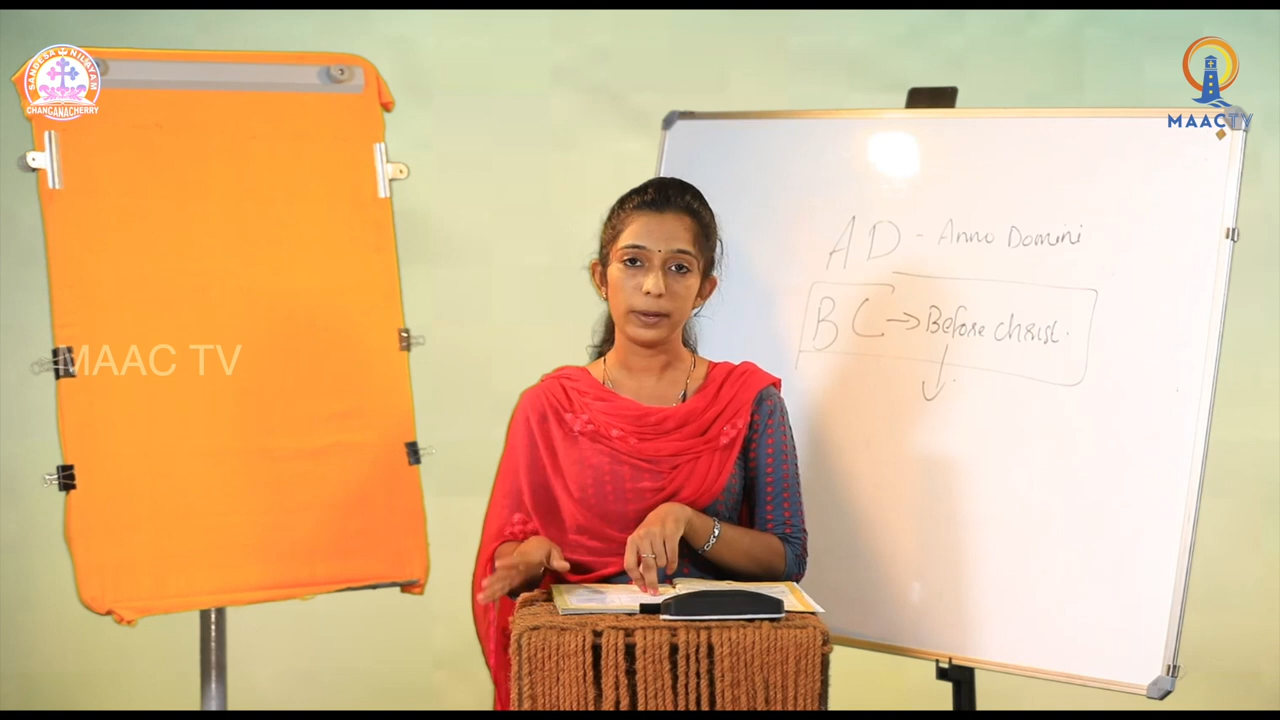 SANDESA NILAYAM
CHANGANACHERRY
MAACTV
AD - Anno Domini
BC → Before Christ.
MAAC TV